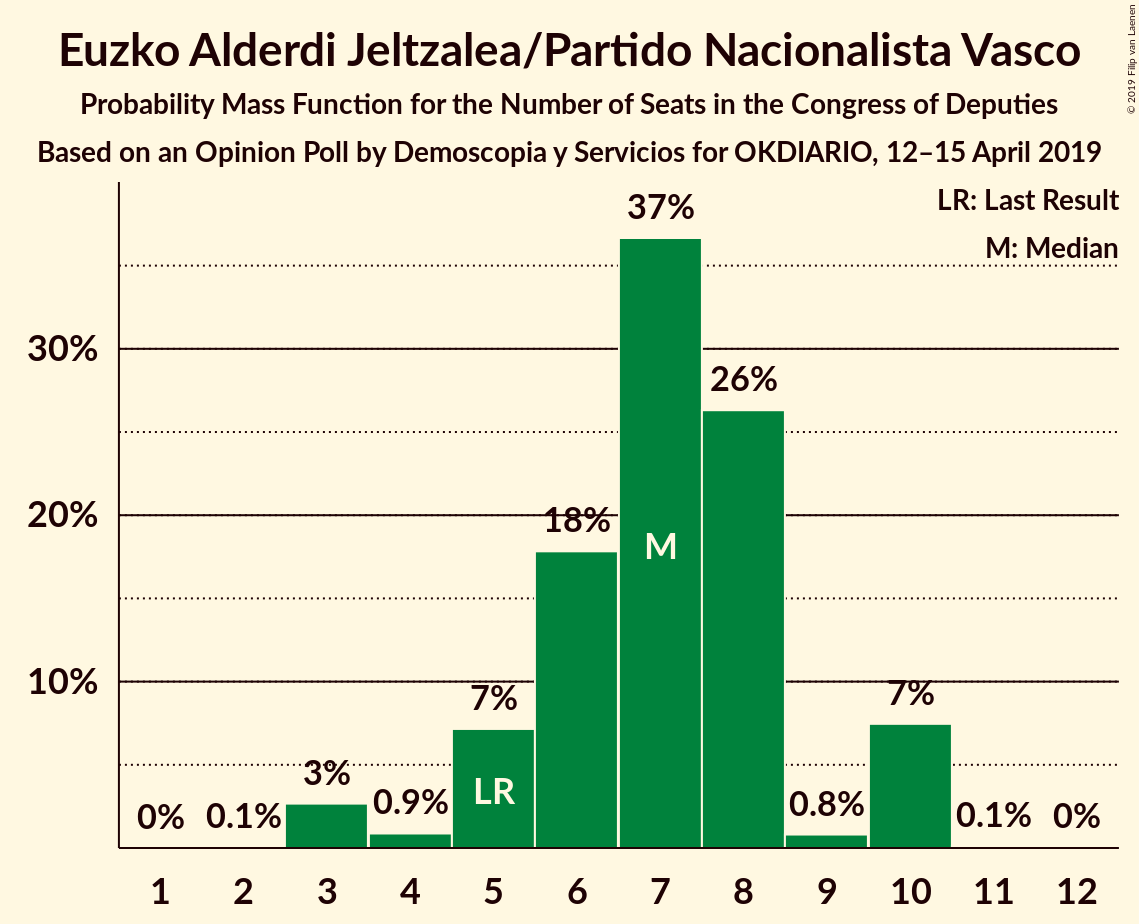 Euzko Alderdi Jeltzalea/Partido Nacionalista Vasco
Probability Mass Function for the Number of Seats in the Congress of Deputies
Based on an Opinion Poll by Demoscopia y Servicios for OKDIARIO, 12–15 April 2019
© 2019 Filip van Laenen
LR: Last Result
M: Median
37%
30%
26%
20%
18%
M
10%
7%
7%
3%
LR
0.9%
0.8%
0%
0.1%
0.1%
0%
1 2 3 4 5 6 7 8 9 10 11 12